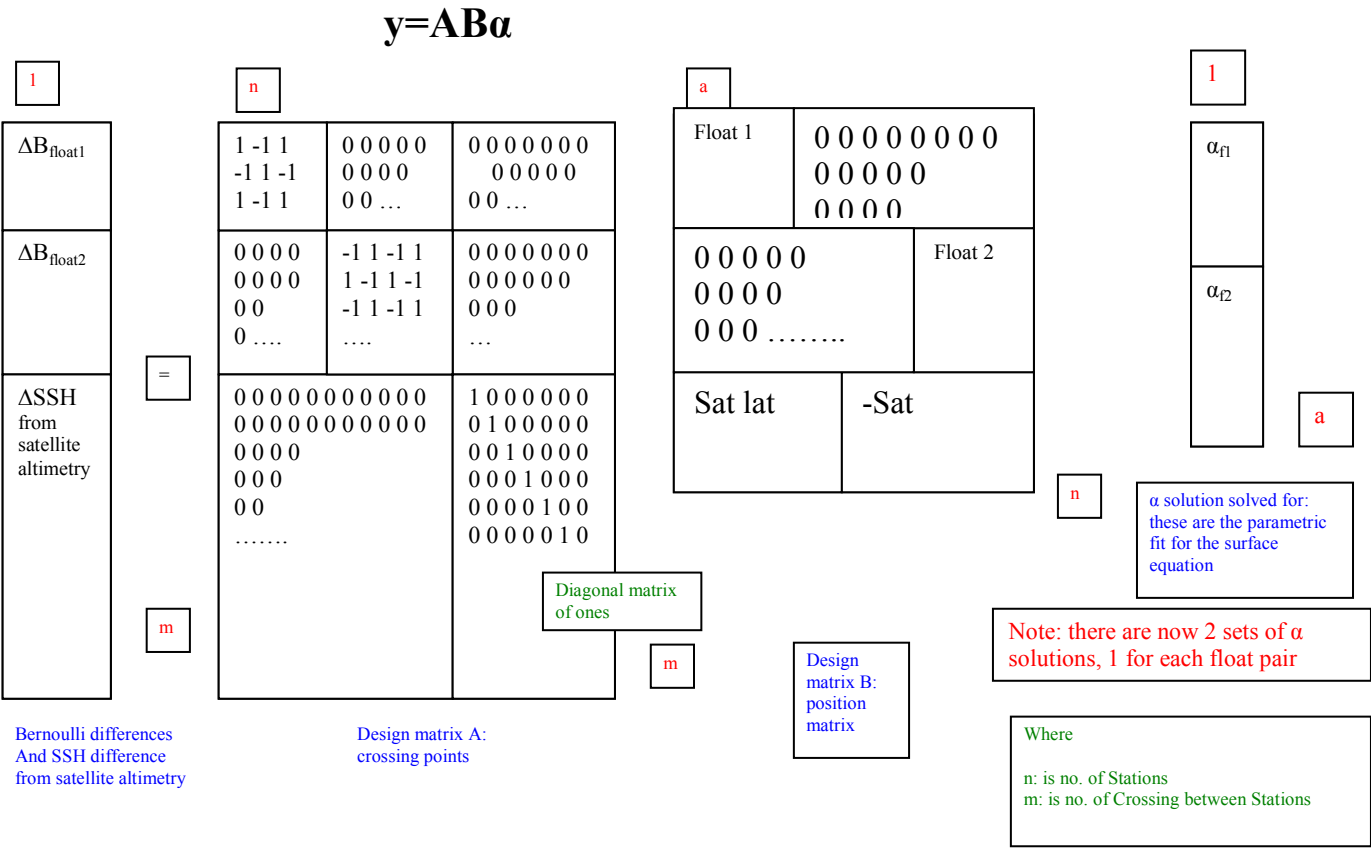 y=ABα
1
n
a
1
ΔB_float1
1 -1 1
-1 1 -1
1 -1 1
0 0 0 0 0
0 0 0 0
0 0 …
0 0 0 0 0 0 0
0 0 0 0 0
0 0 …
Float 1
0 0 0 0 0 0 0 0
0 0 0 0 0
0 0 0 0
α_f1
ΔB_float2
0 0 0 0
0 0 0 0
0 0
0 ….
-1 1 -1 1
1 -1 1 -1
-1 1 -1 1
….
0 0 0 0 0 0 0
0 0 0 0 0 0
0 0 0
…
0 0 0 0 0
0 0 0 0
0 0 0 ……..
Float 2
α_f2
=
ΔSSH
from
satellite
altimetry
0 0 0 0 0 0 0 0 0 0 0
0 0 0 0 0 0 0 0 0 0 0
0 0 0 0
0 0 0
0 0
…….
1 0 0 0 0 0 0
0 1 0 0 0 0 0
0 0 1 0 0 0 0
0 0 0 1 0 0 0
0 0 0 0 1 0 0
0 0 0 0 0 1 0
Sat lat
-Sat
a
n
α solution solved for:
these are the parametric
fit for the surface
equation
Diagonal matrix
of ones
m
m
Design
matrix B:
position
matrix
Note: there are now 2 sets of α
solutions, 1 for each float pair
Bernoulli differences
And SSH difference
from satellite altimetry
Design matrix A:
crossing points
Where
n: is no. of Stations
m: is no. of Crossing between Stations